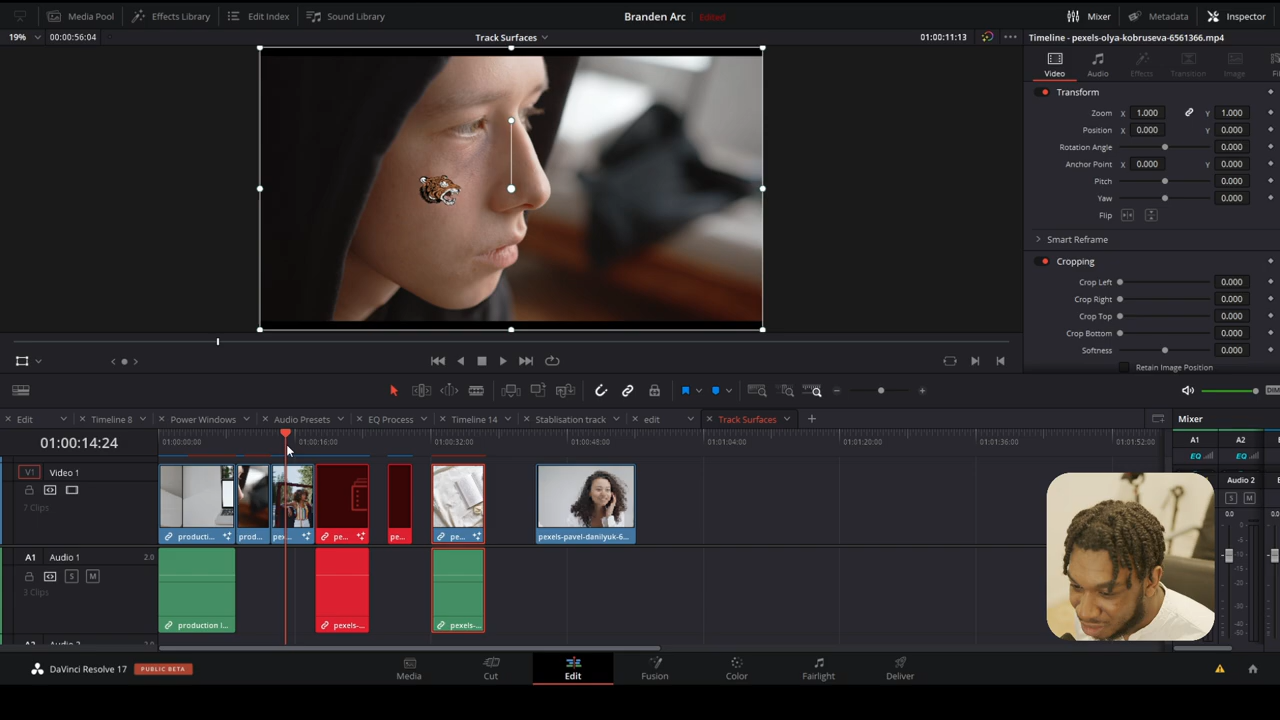 Media Pool Effects Library Edit Index Sound Library Branden Arc Edited Mixer Metadata Inspector
19% 00:00:56:04 Track Surfaces 01:00:11:13 Timeline - pexels-olya-kobruseva-6561366.mp4
Video Audio Effects Transition Image
Transform
Zoom X 1.000 Y 1.000
Position X 0.000 Y 0.000
Rotation Angle 0.000
Anchor Point X 0.000 Y 0.000
Pitch 0.000
Yaw 0.000
Flip
Smart Reframe
Cropping
Crop Left 0.000
Crop Right 0.000
Crop Top 0.000
Crop Bottom 0.000
Softness 0.000
Retain Image Position
Edit Timeline 8 Power Windows Audio Presets EQ Process Timeline 14 Stablisation track edit Track Surfaces Mixer
01:00:14:24 01:00:00:00 01:00:16:00 01:00:32:00 01:00:48:00 01:01:04:00 01:01:20:00 01:01:36:00 01:01:52:00
A1 A2
EQ EQ
V1 Video 1
Audio 2
S M
7 Clips
0.0
producti... prod... pex... pe... pe... pe... pexels-pavel-danilyuk-6...
A1 Audio 1 2.0
S M
3 Clips
production l... pexels-... pexels-...
DaVinci Resolve 17 PUBLIC BETA Media Cut Edit Fusion Color Fairlight Deliver